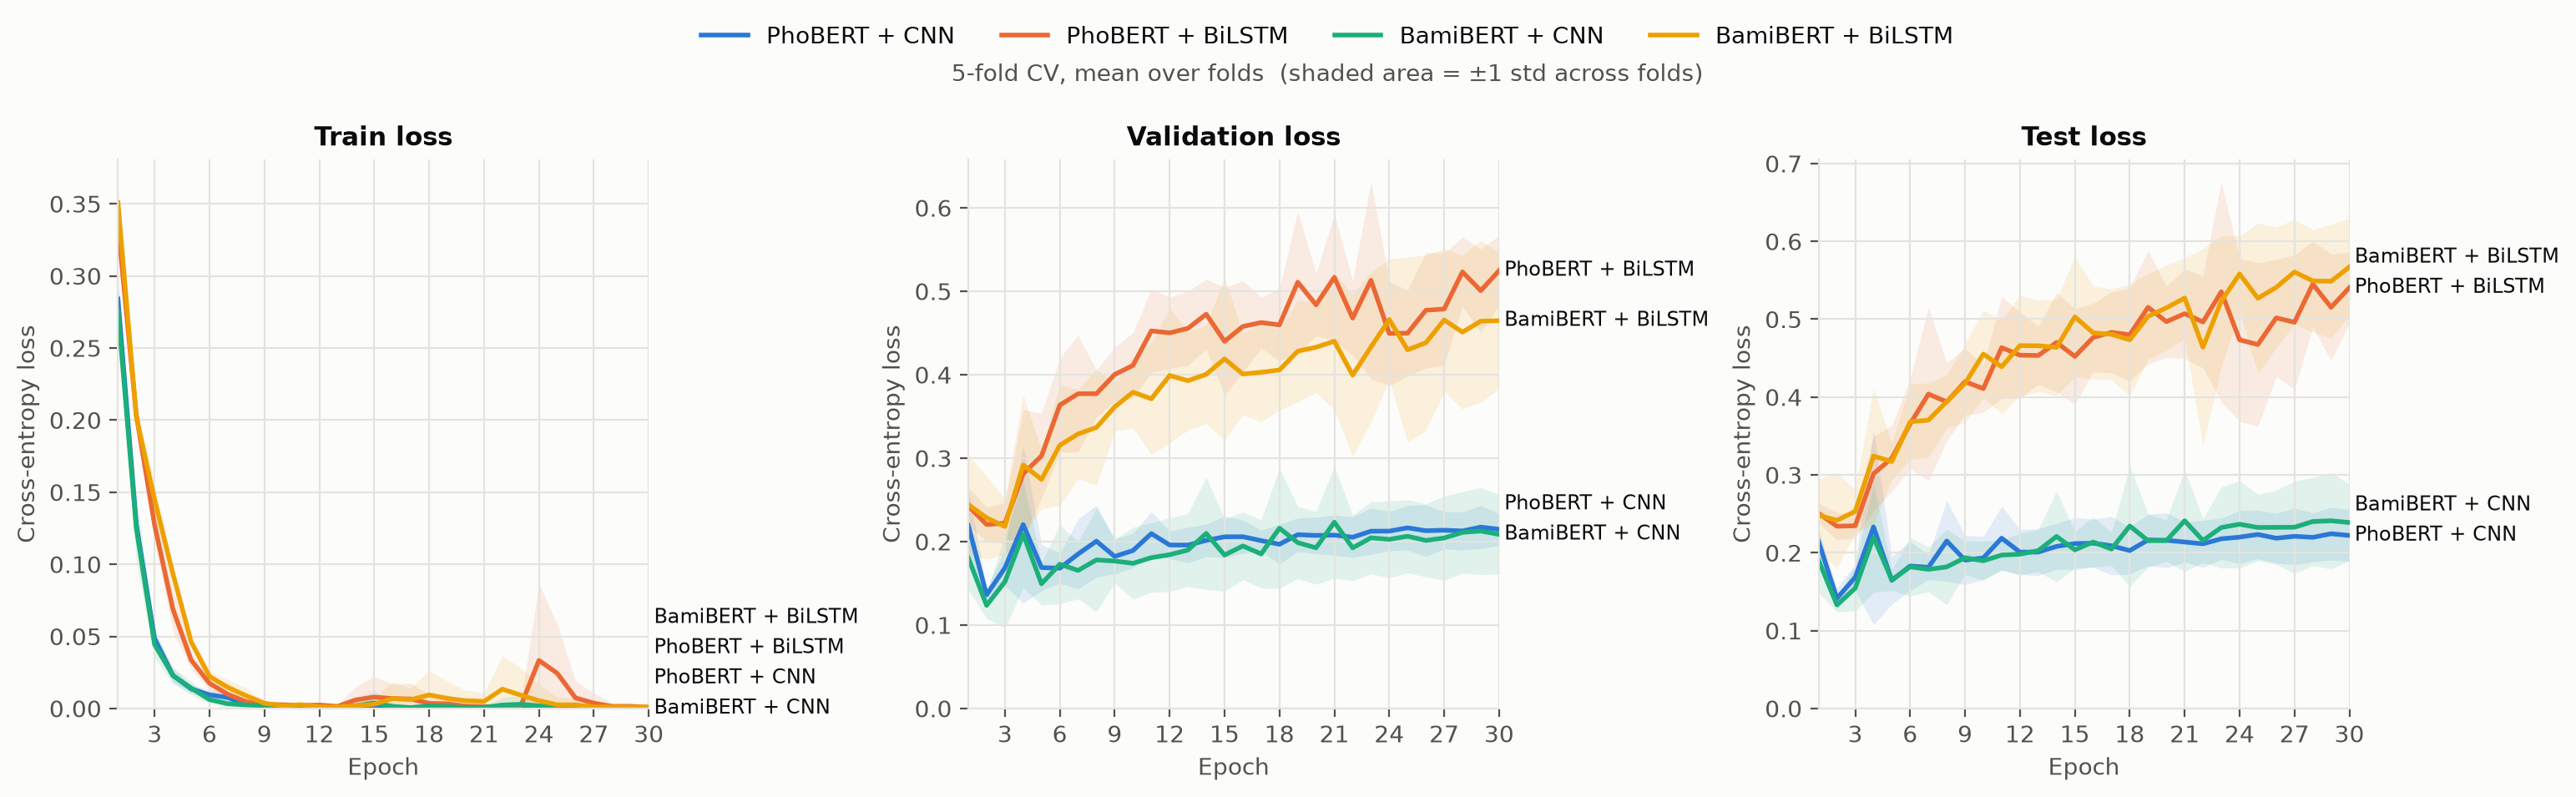 PhoBERT + CNN PhoBERT + BiLSTM BamiBERT + CNN BamiBERT + BiLSTM
5-fold CV, mean over folds (shaded area = ±1 std across folds)
Train loss
Cross-entropy loss
0.35
0.30
0.25
0.20
0.15
0.10
0.05
0.00
3 6 9 12 15 18 21 24 27 30
Epoch
BamiBERT + BiLSTM
PhoBERT + BiLSTM
PhoBERT + CNN
BamiBERT + CNN
Validation loss
Cross-entropy loss
0.6
0.5
0.4
0.3
0.2
0.1
0.0
3 6 9 12 15 18 21 24 27 30
Epoch
PhoBERT + BiLSTM
BamiBERT + BiLSTM
PhoBERT + CNN
BamiBERT + CNN
Test loss
Cross-entropy loss
0.7
0.6
0.5
0.4
0.3
0.2
0.1
0.0
3 6 9 12 15 18 21 24 27 30
Epoch
BamiBERT + BiLSTM
PhoBERT + BiLSTM
BamiBERT + CNN
PhoBERT + CNN